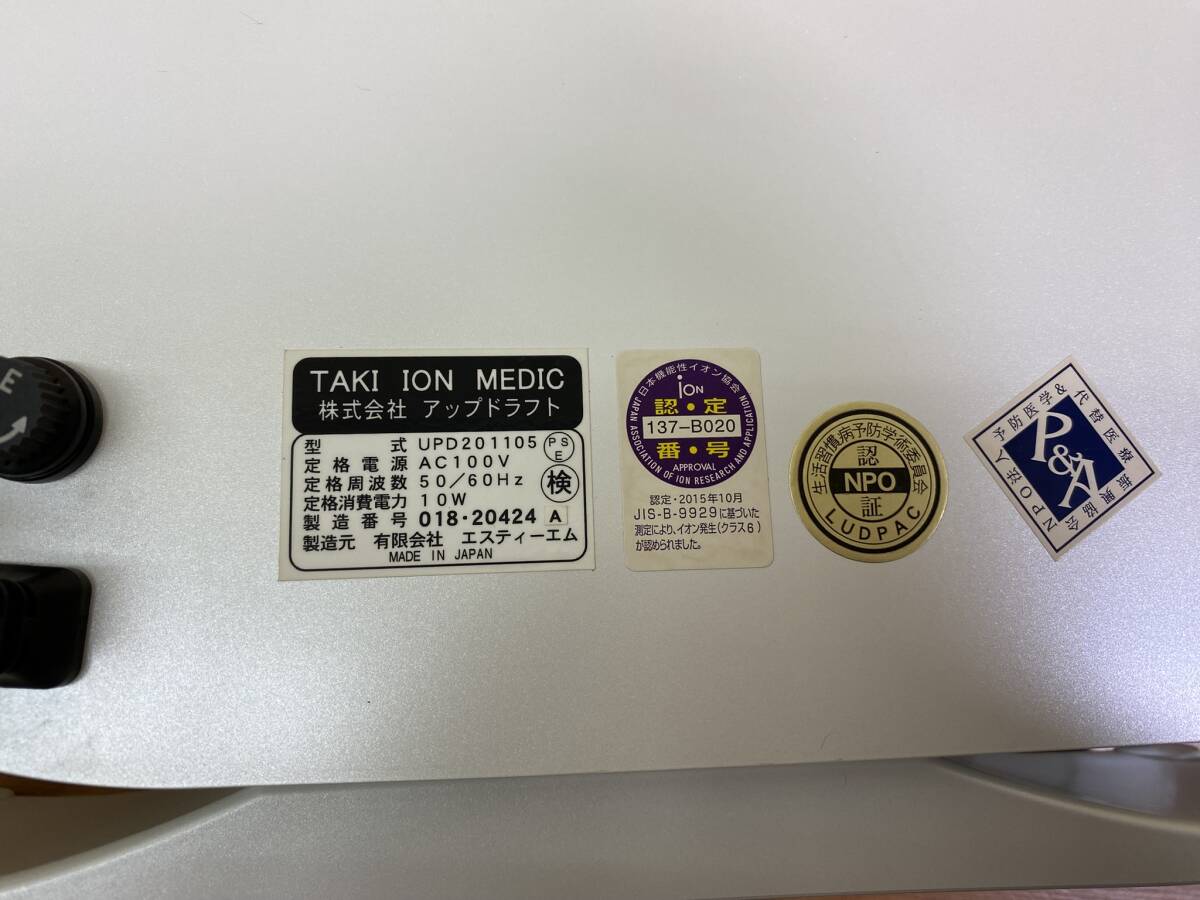 E
TAKI ION MEDIC
株式会社 アップドラフト
型式 UPD201105
PS
E
定格電源 AC100V
定格周波数 50/60Hz
検
定格消費電力 10W
製造番号 018·20424 A
製造元 有限会社 エスティーエム
MADE IN JAPAN
日本機能性イオン協会
ION
認・定
137-B020
番・号
APPROVAL
JAPAN ASSOCIATION OF ION RESEARCH AND APPLICATION
認定・2015年10月
JIS-B-9929に基づいた
測定により、イオン発生(クラス6)
が認められました。
生活習慣病予防学術委員会
認
NPO
証
LUDPAC
NPO法人 予防医学&代替医療 振興協会
P&A